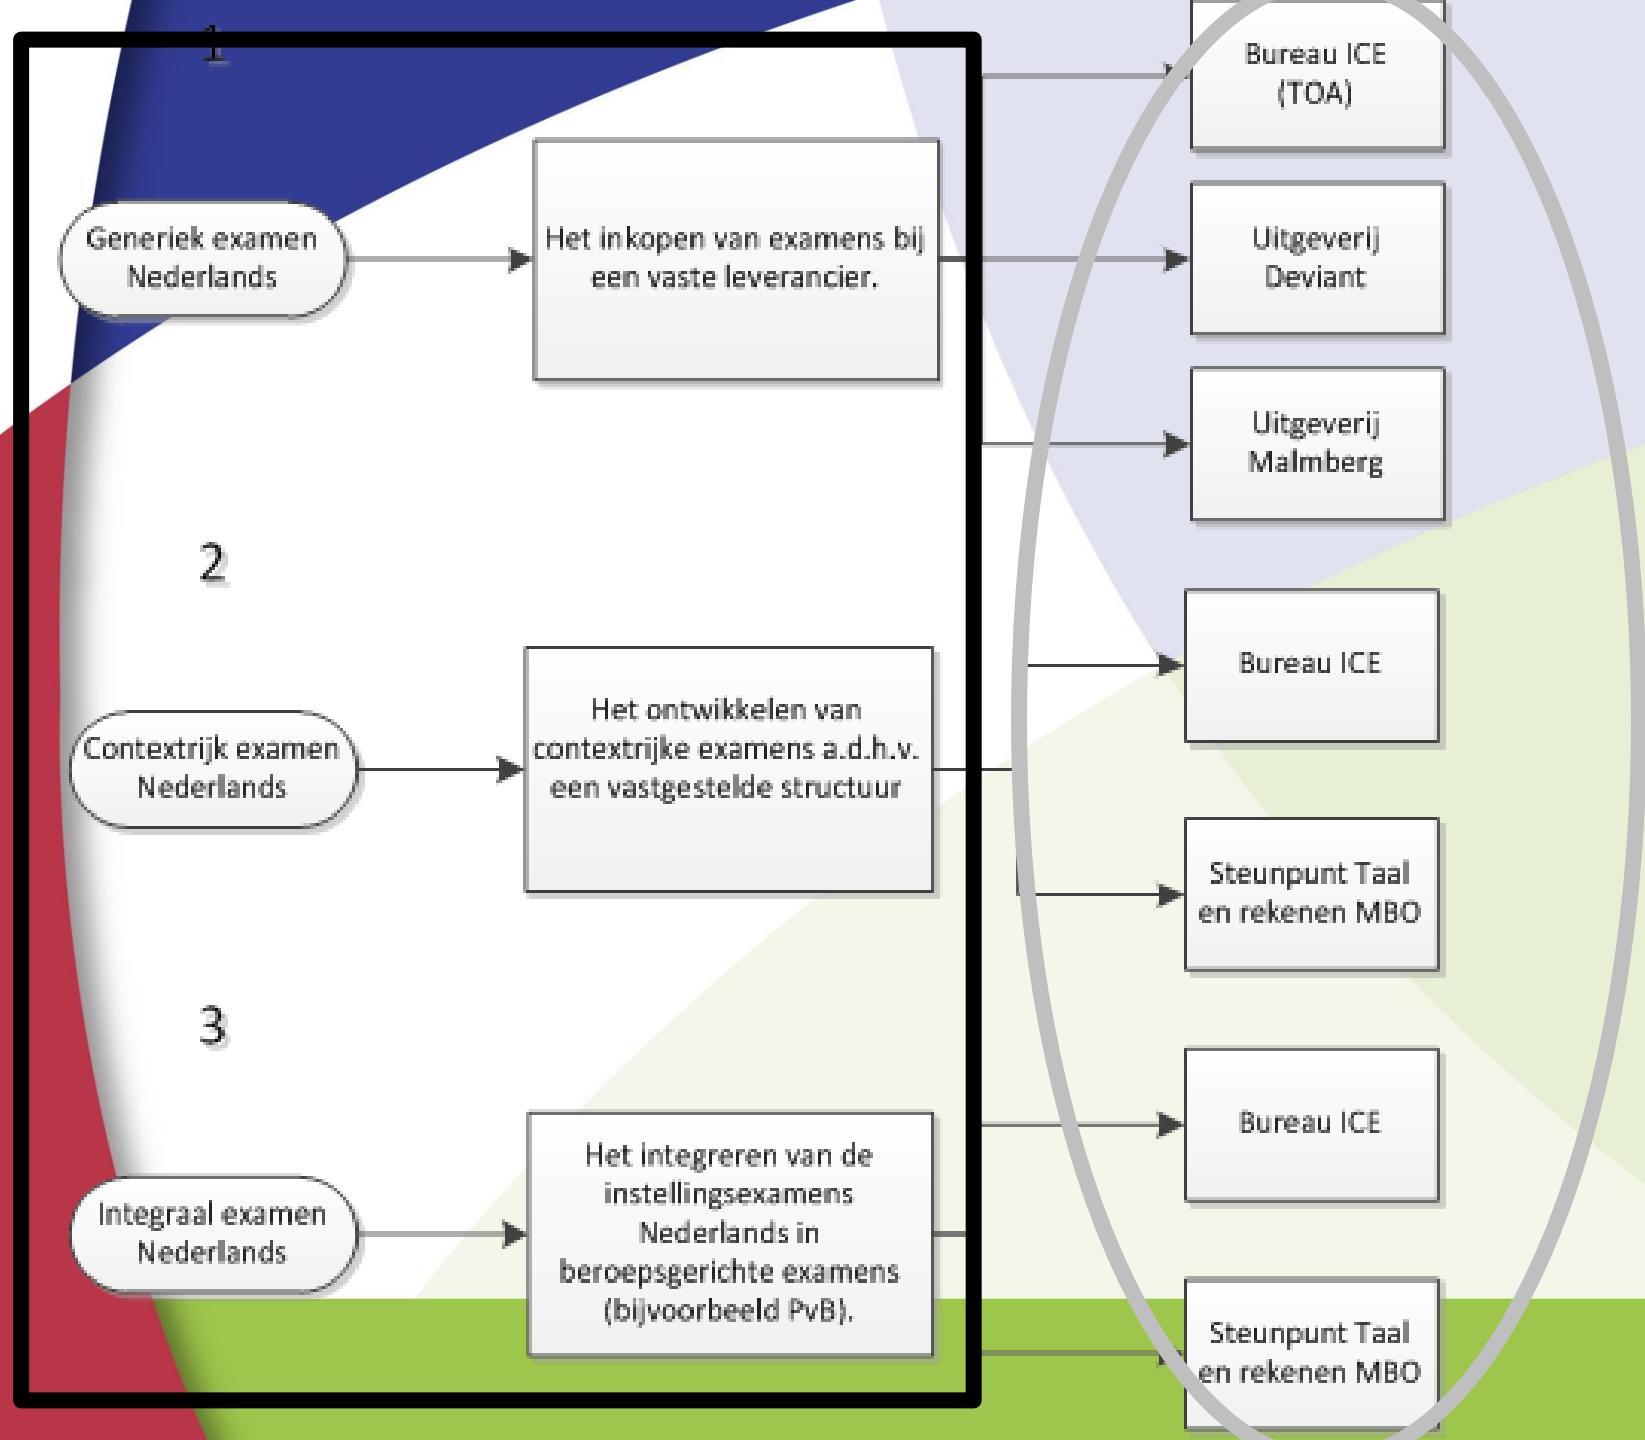 1
Generiek examen
Nederlands
Het inkopen van examens bij
een vaste leverancier.
Bureau ICE
(TOA)
Uitgeverij
Deviant
Uitgeverij
Malmberg
2
Contextrijk examen
Nederlands
Het ontwikkelen van
contextrijke examens a.d.h.v.
een vastgestelde structuur
Bureau ICE
Steunpunt Taal
en rekenen MBO
3
Integraal examen
Nederlands
Het integreren van de
instellingsexamens
Nederlands in
beroepsgerichte examens
(bijvoorbeeld PvB).
Bureau ICE
Steunpunt Taal
en rekenen MBO